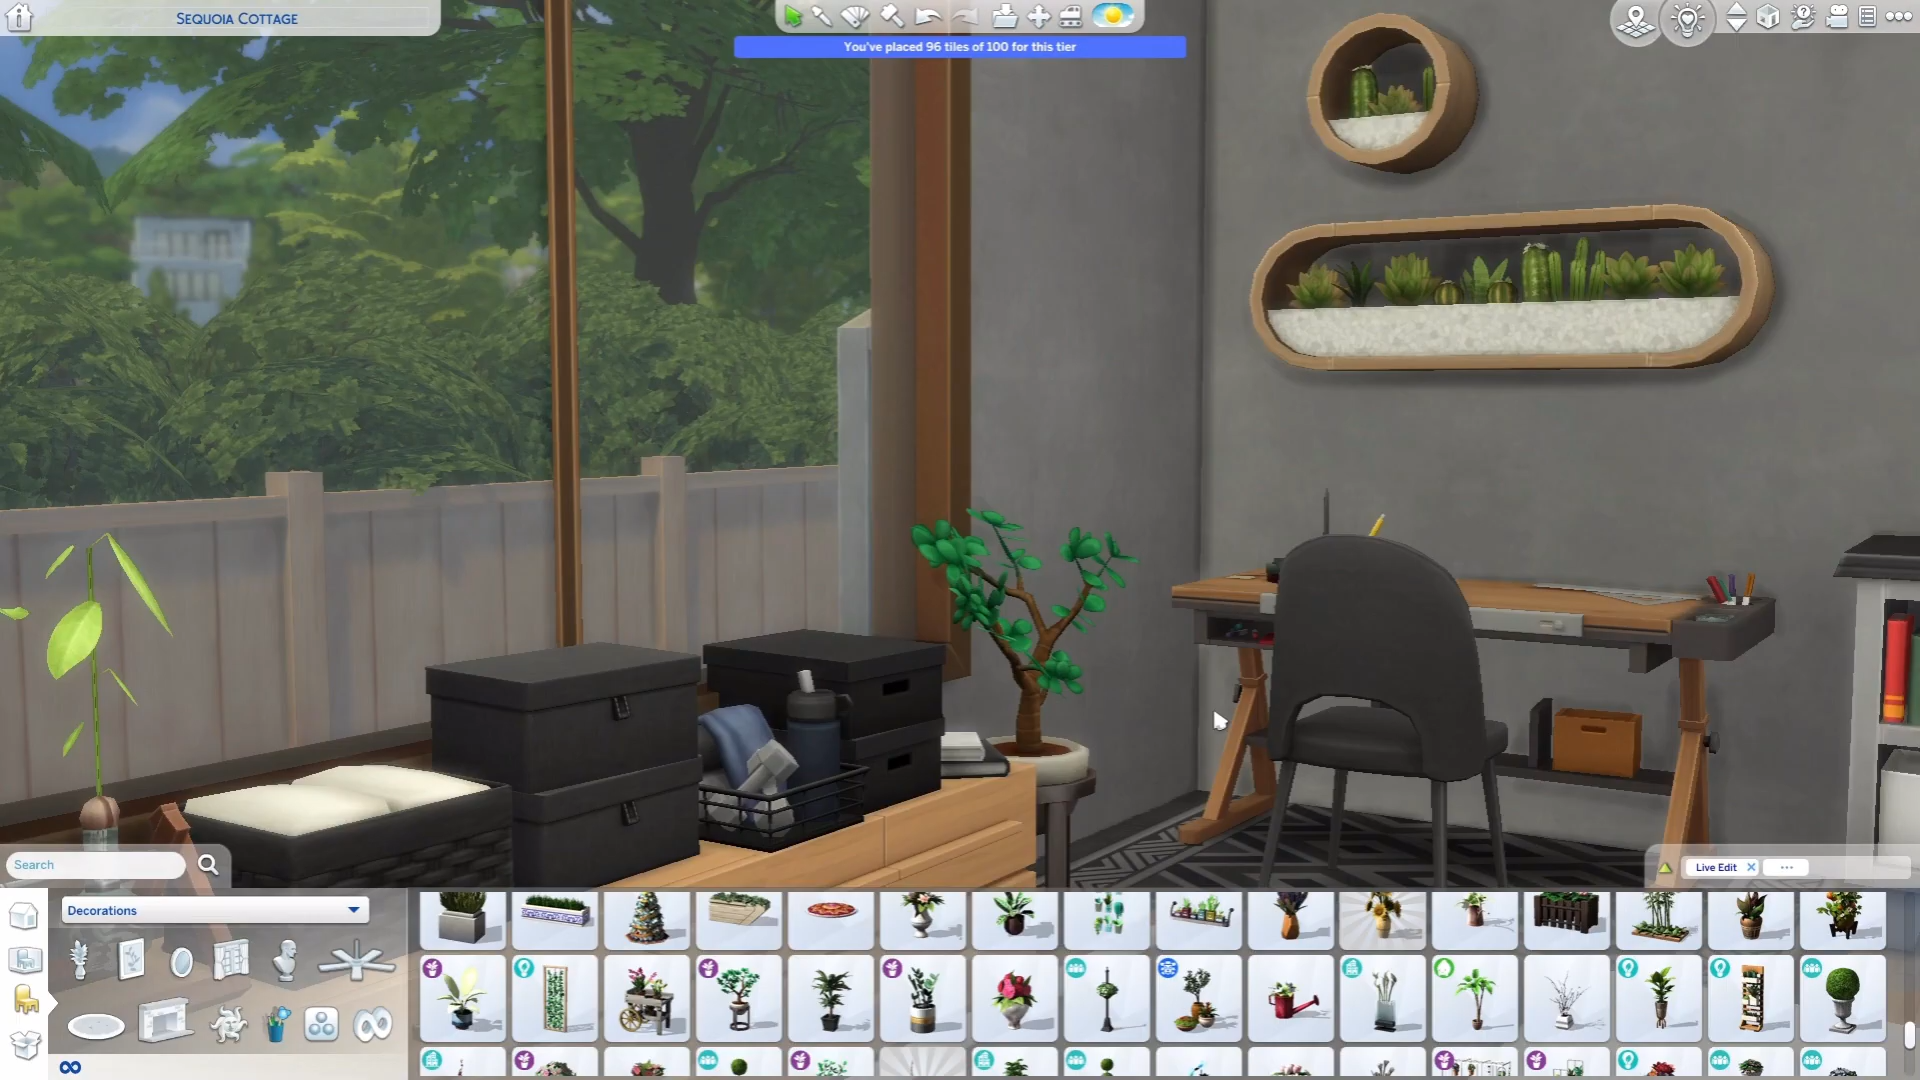 Sequoia Cottage
You've placed 96 tiles of 100 for this tier
Search
Live Edit
Decorations